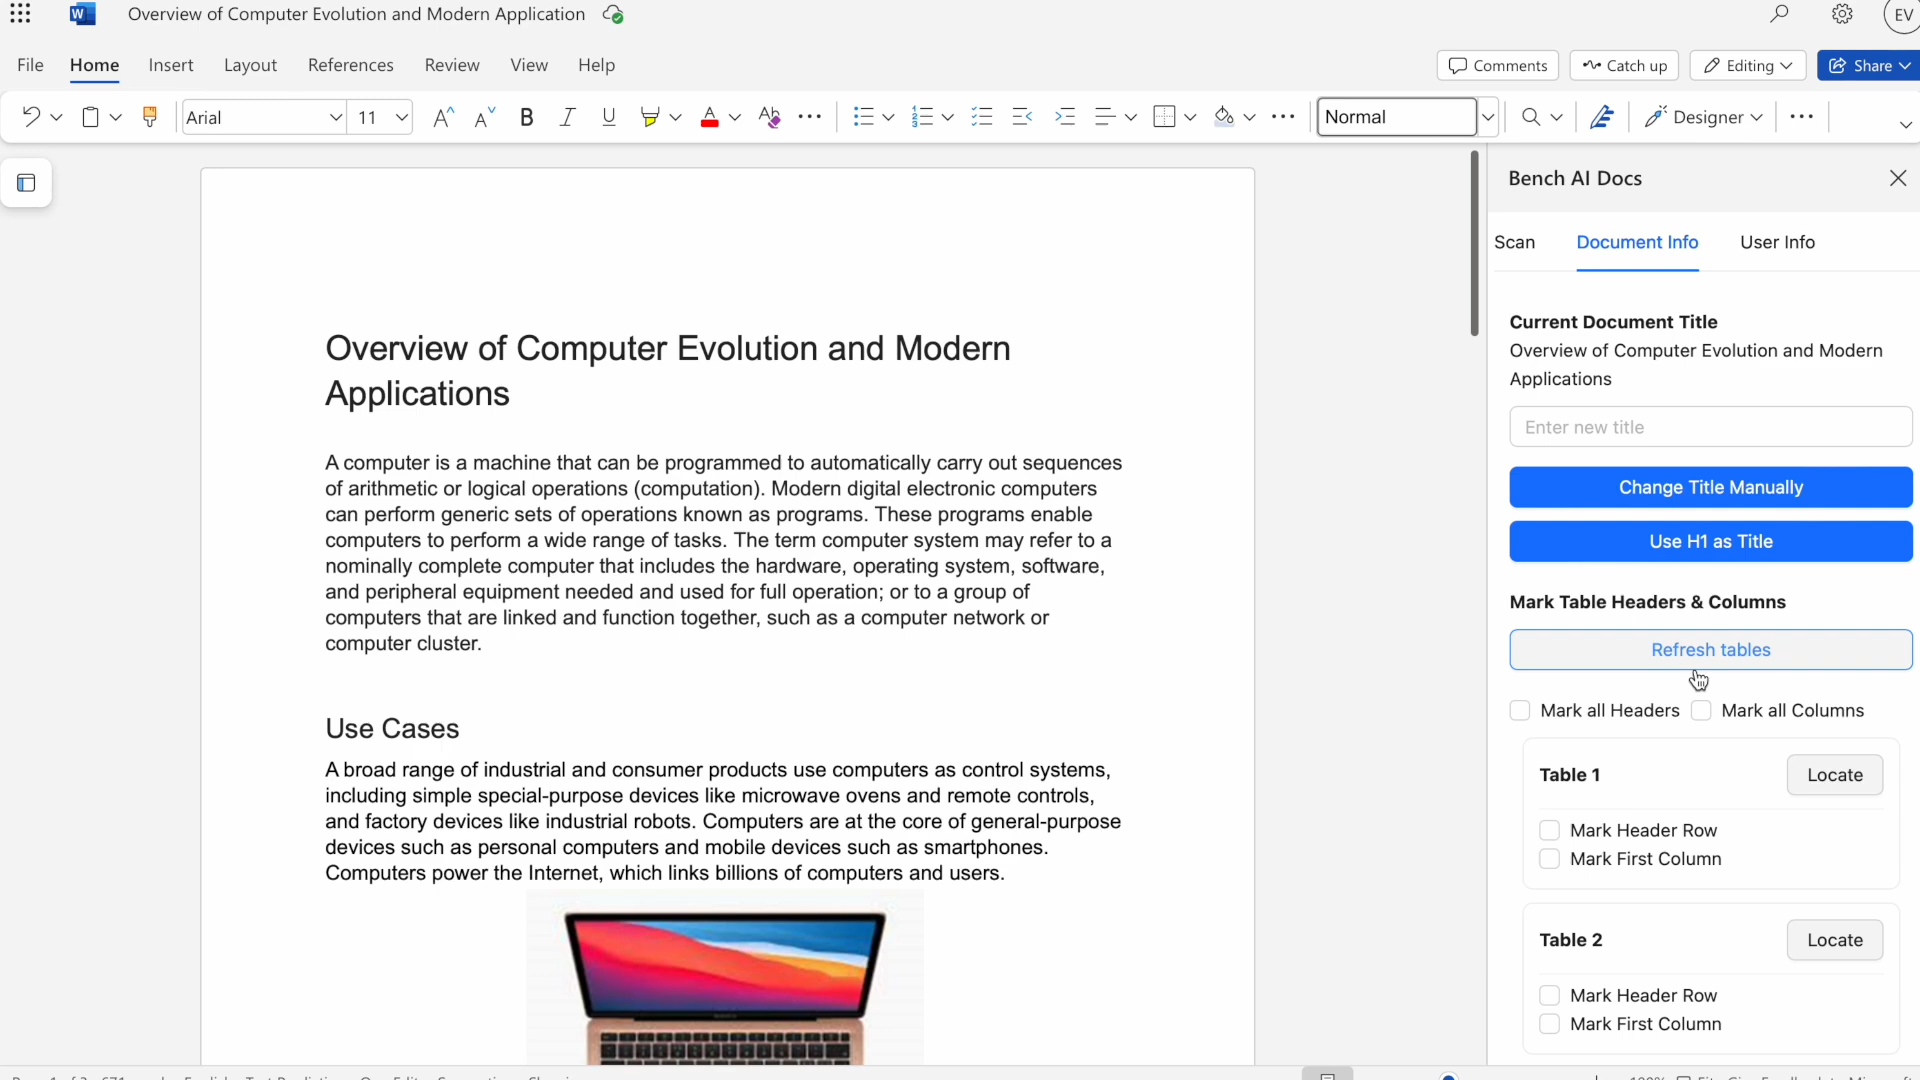 W Overview of Computer Evolution and Modern Application EV
File Home Insert Layout References Review View Help Comments Catch up Editing Share
Arial 11 A A B I U A Normal Designer
Bench AI Docs
Scan Document Info User Info
Overview of Computer Evolution and Modern
Applications
A computer is a machine that can be programmed to automatically carry out sequences
of arithmetic or logical operations (computation). Modern digital electronic computers
can perform generic sets of operations known as programs. These programs enable
computers to perform a wide range of tasks. The term computer system may refer to a
nominally complete computer that includes the hardware, operating system, software,
and peripheral equipment needed and used for full operation; or to a group of
computers that are linked and function together, such as a computer network or
computer cluster.
Use Cases
A broad range of industrial and consumer products use computers as control systems,
including simple special-purpose devices like microwave ovens and remote controls,
and factory devices like industrial robots. Computers are at the core of general-purpose
devices such as personal computers and mobile devices such as smartphones.
Computers power the Internet, which links billions of computers and users.
Current Document Title
Overview of Computer Evolution and Modern
Applications
Enter new title
Change Title Manually
Use H1 as Title
Mark Table Headers & Columns
Refresh tables
Mark all Headers Mark all Columns
Table 1 Locate
Mark Header Row
Mark First Column
Table 2 Locate
Mark Header Row
Mark First Column